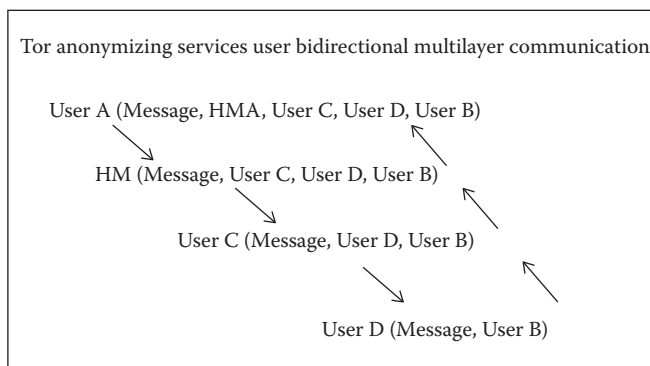 Tor anonymizing services user bidirectional multilayer communication
User A (Message, HMA, User C, User D, User B)
HM (Message, User C, User D, User B)
User C (Message, User D, User B)
User D (Message, User B)